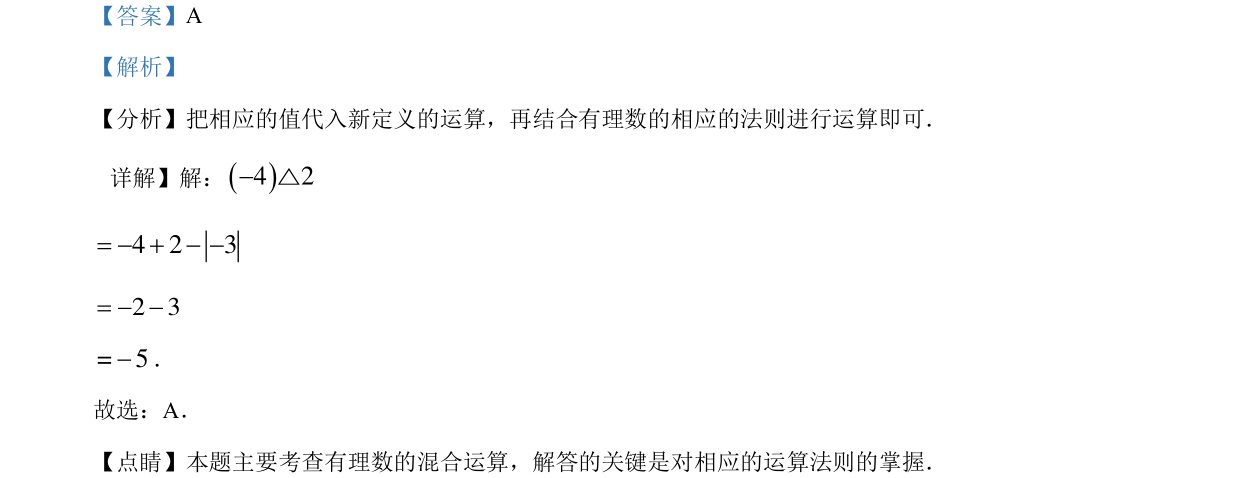 【答案】A
【解析】
【分析】把相应的值代入新定义的运算，再结合有理数的相应的法则进行运算即可．
详解】解：(−4)△2
=−4+2−|−3|
=−2−3
=−5．
故选：A．
【点睛】本题主要考查有理数的混合运算，解答的关键是对相应的运算法则的掌握．